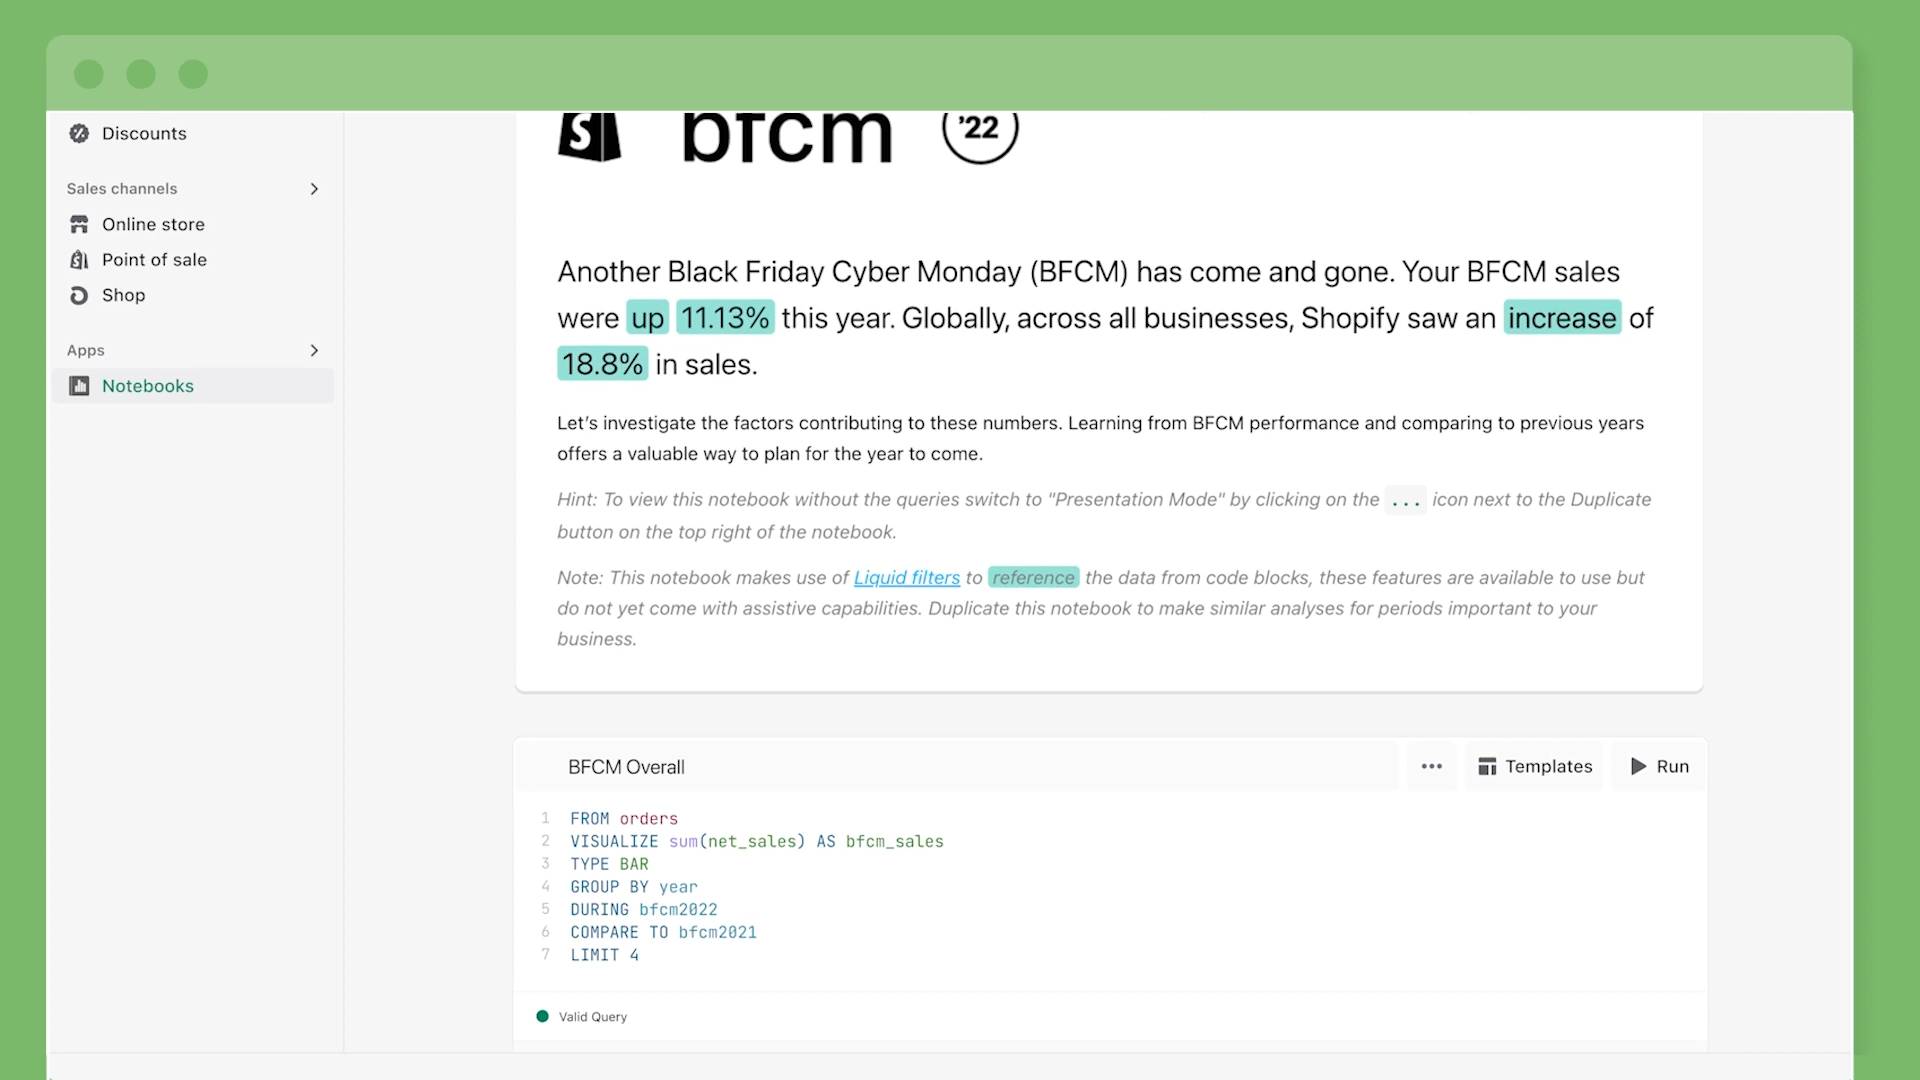 Discounts
Sales channels
Online store
Point of sale
Shop
Apps
Notebooks
bfcm '22
Another Black Friday Cyber Monday (BFCM) has come and gone. Your BFCM sales
were up 11.13% this year. Globally, across all businesses, Shopify saw an increase of
18.8% in sales.
Let's investigate the factors contributing to these numbers. Learning from BFCM performance and comparing to previous years
offers a valuable way to plan for the year to come.
Hint: To view this notebook without the queries switch to "Presentation Mode" by clicking on the ... icon next to the Duplicate
button on the top right of the notebook.
Note: This notebook makes use of Liquid filters to reference the data from code blocks, these features are available to use but
do not yet come with assistive capabilities. Duplicate this notebook to make similar analyses for periods important to your
business.
BFCM Overall ••• Templates Run
1 FROM orders
2 VISUALIZE sum(net_sales) AS bfcm_sales
3 TYPE BAR
4 GROUP BY year
5 DURING bfcm2022
6 COMPARE TO bfcm2021
7 LIMIT 4
Valid Query